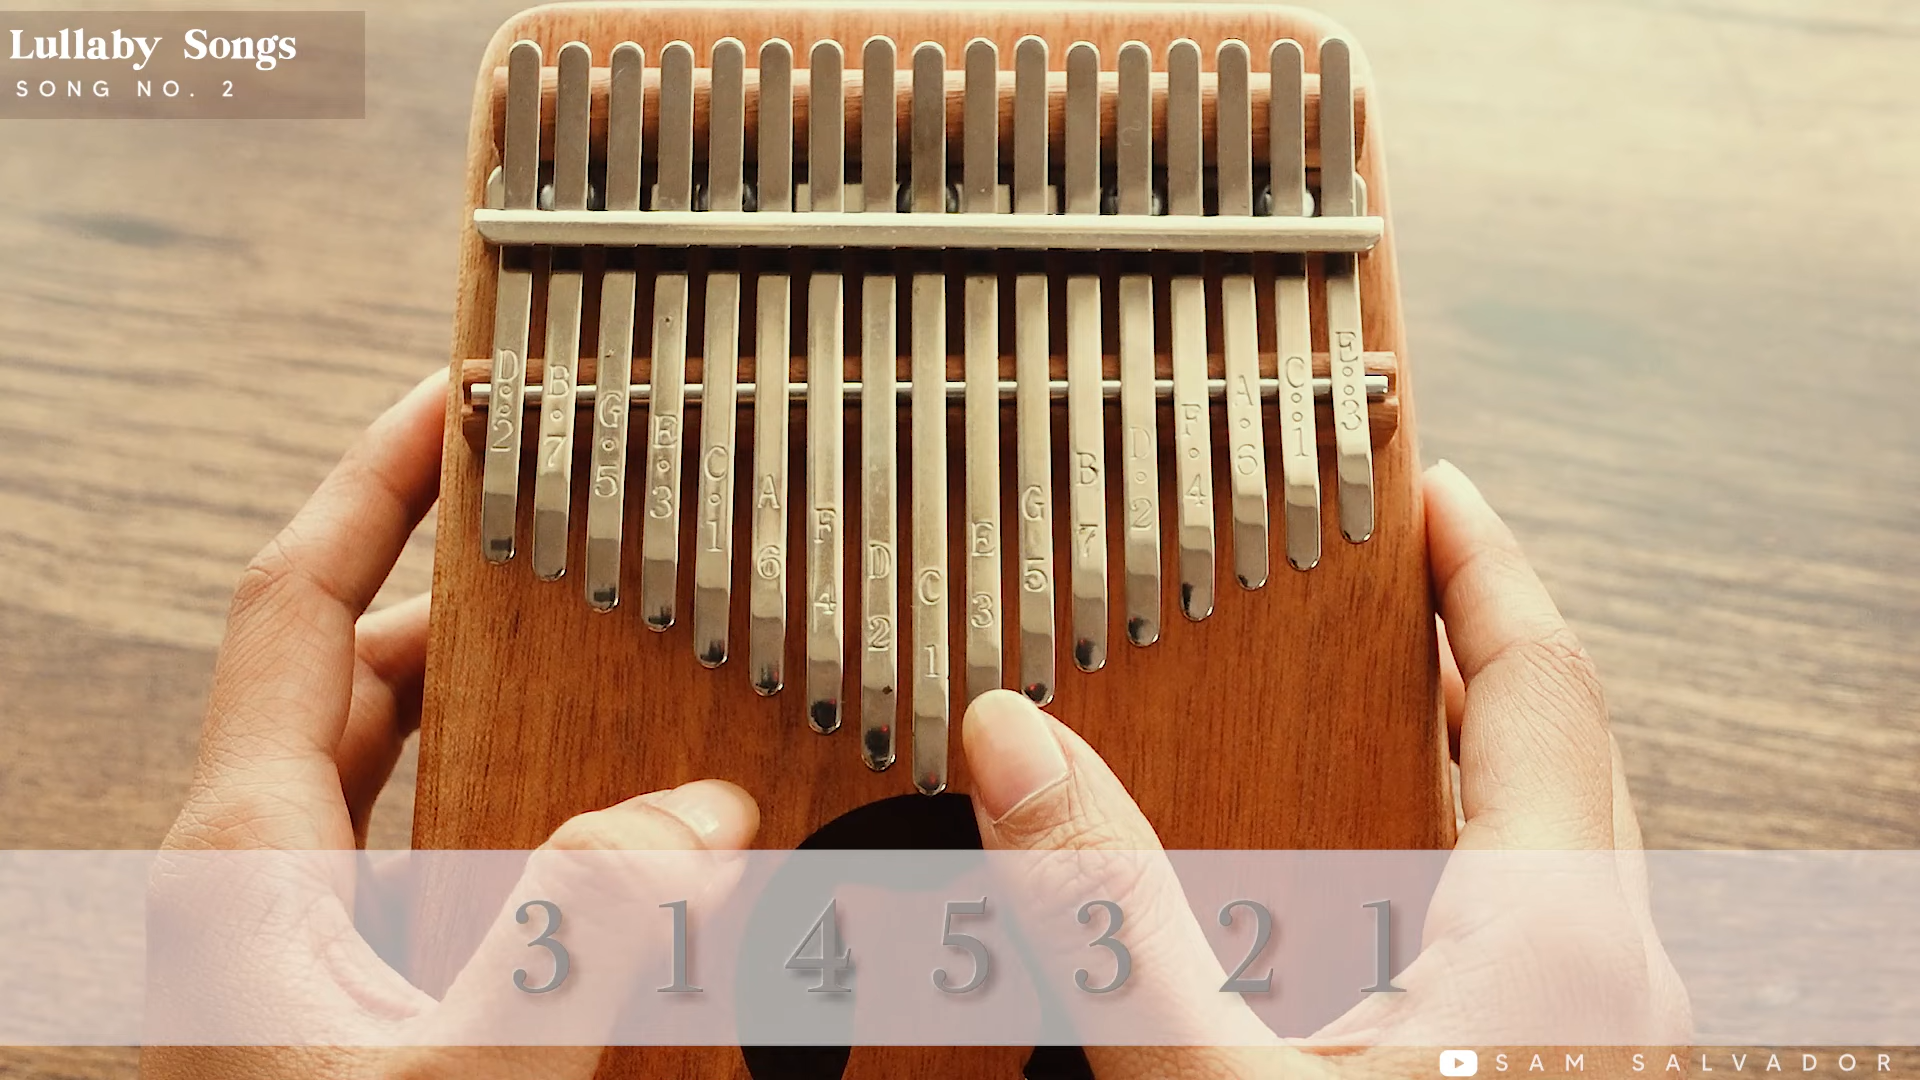 Lullaby Songs
SONG NO. 2
D B G E C A F D C E G B D F A C E
2 7 5 3 1 6 4 2 1 3 5 7 2 4 6 1 3
3 1 4 5 3 2 1
SAM SALVADOR